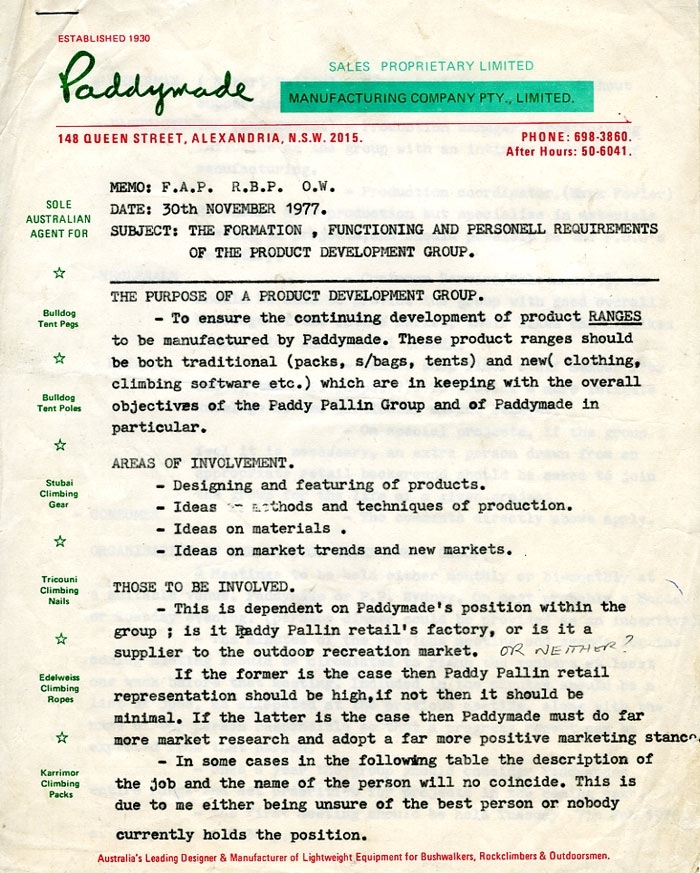 ESTABLISHED 1930
Paddymade
SALES PROPRIETARY LIMITED
MANUFACTURING COMPANY PTY., LIMITED.
148 QUEEN STREET, ALEXANDRIA, N.S.W. 2015.
PHONE: 698-3860.
After Hours: 50-6041.
MEMO: F.A.P. R.B.P. O.W.
DATE: 30th NOVEMBER 1977.
SUBJECT: THE FORMATION , FUNCTIONING AND PERSONELL REQUIREMENTS
OF THE PRODUCT DEVELOPMENT GROUP.
SOLE
AUSTRALIAN
AGENT FOR
☆
Bulldog
Tent Pegs
☆
Bulldog
Tent Poles
☆
Stubai
Climbing
Gear
☆
Tricouni
Climbing
Nails
☆
Edelweiss
Climbing
Ropes
☆
Karrimor
Climbing
Packs
THE PURPOSE OF A PRODUCT DEVELOPMENT GROUP.
- To ensure the continuing development of product RANGES
to be manufactured by Paddymade. These product ranges should
be both traditional (packs, s/bags, tents) and new( clothing,
climbing software etc.) which are in keeping with the overall
objectives of the Paddy Pallin Group and of Paddymade in
particular.
AREAS OF INVOLVEMENT.
- Designing and featuring of products.
- Ideas and techniques of production.
- Ideas on materials .
- Ideas on market trends and new markets.
THOSE TO BE INVOLVED.
- This is dependent on Paddymade's position within the
group ; is it Paddy Pallin retail's factory, or is it a
supplier to the outdoor recreation market. OR NEITHER?
If the former is the case then Paddy Pallin retail
representation should be high,if not then it should be
minimal. If the latter is the case then Paddymade must do far
more market research and adopt a far more positive marketing stance.
- In some cases in the following table the description of
the job and the name of the person will no coincide. This is
due to me either being unsure of the best person or nobody
currently holds the position.
Australia's Leading Designer & Manufacturer of Lightweight Equipment for Bushwalkers, Rockclimbers & Outdoorsmen.